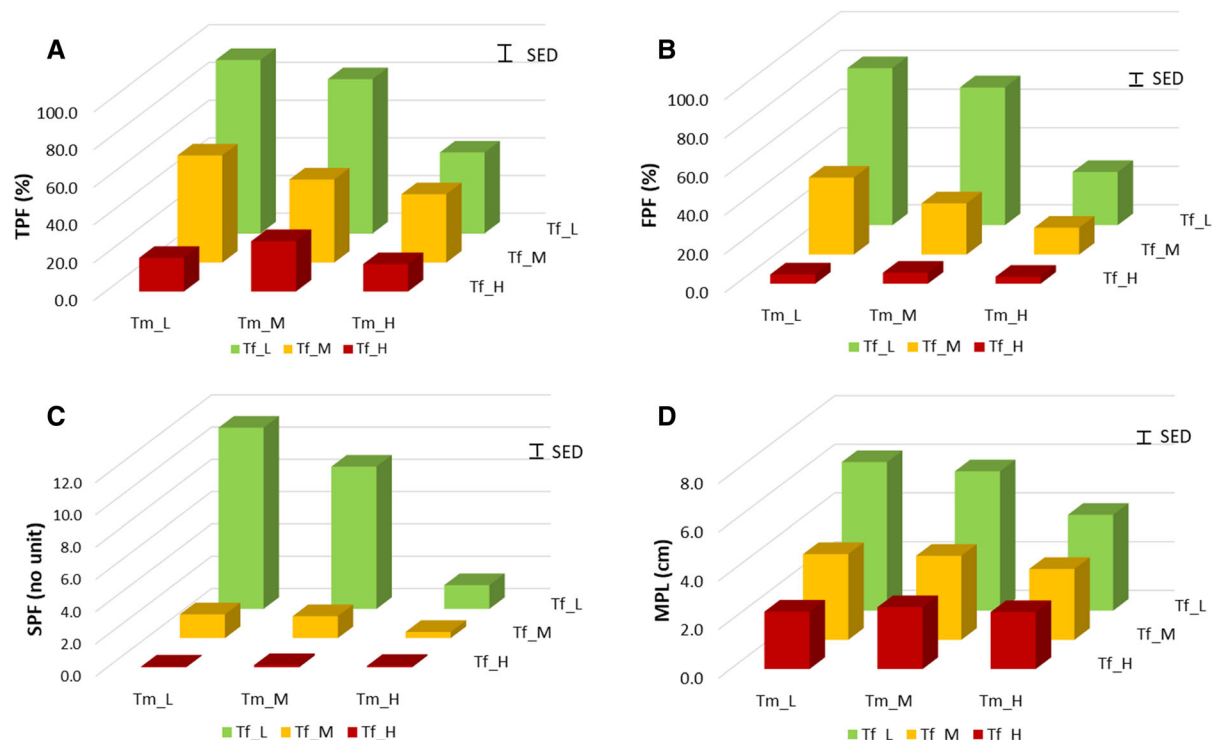 A
SED
100.0
80.0
60.0
40.0
20.0
0.0
TPF (%)
Tf_L
Tf_M
Tf_H
Tm_L Tm_M Tm_H
Tf_L Tf_M Tf_H
B
SED
100.0
80.0
60.0
40.0
20.0
0.0
FPF (%)
Tf_L
Tf_M
Tf_H
Tm_L Tm_M Tm_H
Tf_L Tf_M Tf_H
C
SED
12.0
10.0
8.0
6.0
4.0
2.0
0.0
SPF (no unit)
Tf_L
Tf_M
Tf_H
Tm_L Tm_M Tm_H
Tf_L Tf_M Tf_H
D
SED
8.0
6.0
4.0
2.0
0.0
MPL (cm)
Tf_L
Tf_M
Tf_H
Tm_L Tm_M Tm_H
Tf_L Tf_M Tf_H